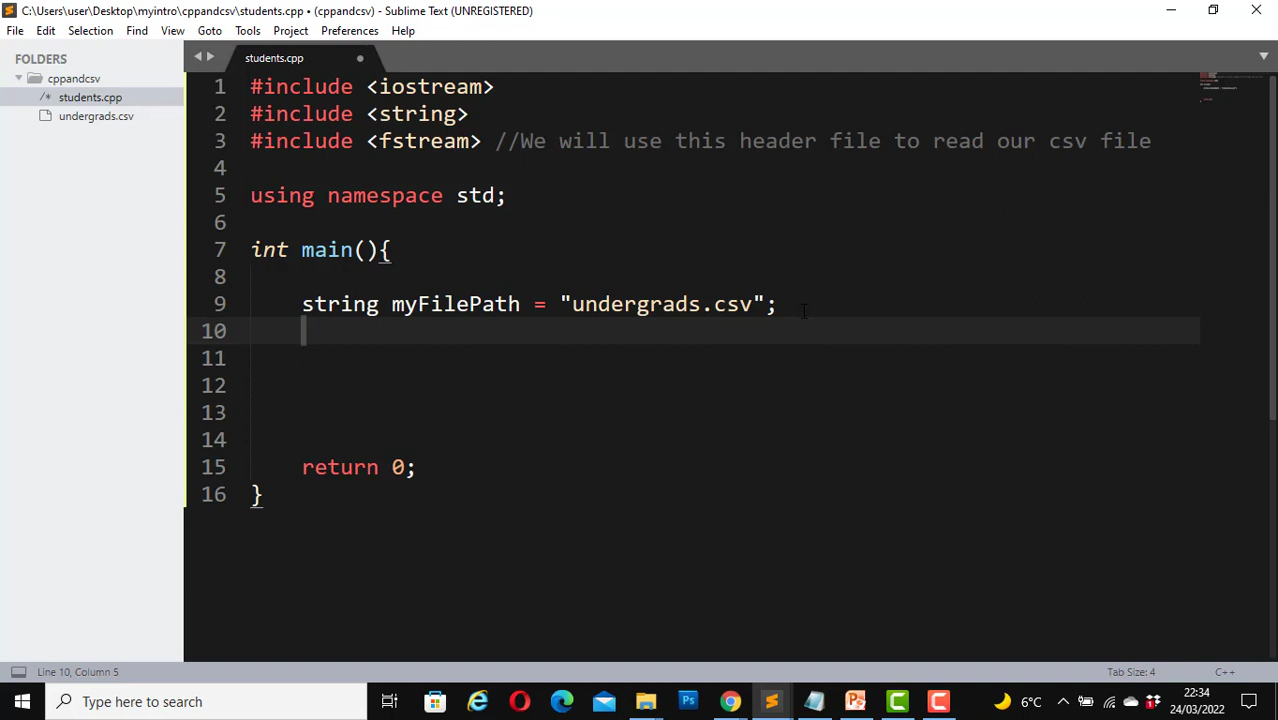 C:\Users\user\Desktop\myintro\cppandcsv\students.cpp • (cppandcsv) - Sublime Text (UNREGISTERED)
File Edit Selection Find View Goto Tools Project Preferences Help
FOLDERS
cppandcsv
/* students.cpp
undergrads.csv
students.cpp
1 #include <iostream>
2 #include <string>
3 #include <fstream> //We will use this header file to read our csv file
4
5 using namespace std;
6
7 int main(){
8
9 string myFilePath = "undergrads.csv";
10
11
12
13
14
15 return 0;
16 }
Line 10, Column 5
Tab Size: 4
C++
Type here to search
Ps
6°C
1
22:34
24/03/2022